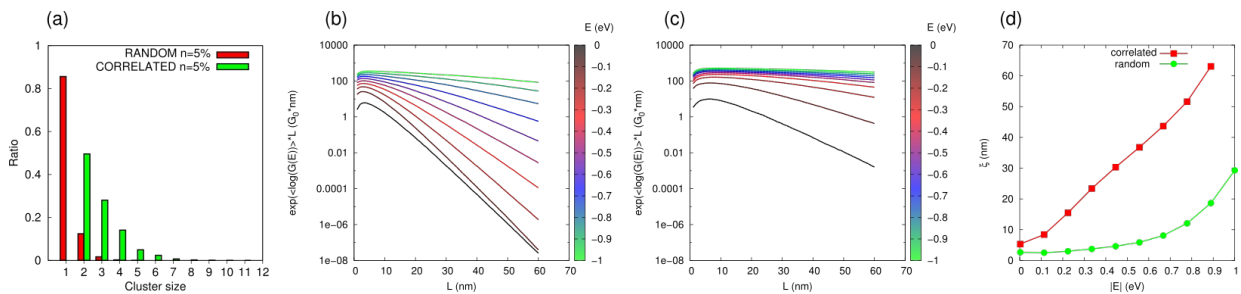 (a)
RANDOM n=5%
CORRELATED n=5%
Ratio
1
0.8
0.6
0.4
0.2
0
1 2 3 4 5 6 7 8 9 10 11 12
Cluster size
(b)
E (eV)
exp(<log(G(E))>*L (G₀*nm)
10000
100
1
0.01
0.0001
1e−06
1e−08
0 10 20 30 40 50 60 70
L (nm)
0
−0.1
−0.2
−0.3
−0.4
−0.5
−0.6
−0.7
−0.8
−0.9
−1
(c)
E (eV)
exp(<log(G(E))>*L (G₀*nm)
10000
100
1
0.01
0.0001
1e−06
1e−08
0 10 20 30 40 50 60 70
L (nm)
0
−0.1
−0.2
−0.3
−0.4
−0.5
−0.6
−0.7
−0.8
−0.9
−1
(d)
correlated
random
ξ (nm)
70
60
50
40
30
20
10
0
0 0.1 0.2 0.3 0.4 0.5 0.6 0.7 0.8 0.9 1
|E| (eV)